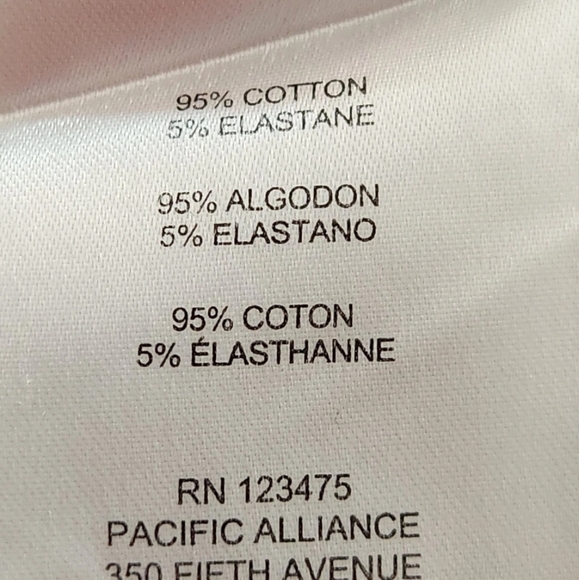 95% COTTON
5% ELASTANE
95% ALGODON
5% ELASTANO
95% COTON
5% ÉLASTHANNE
RN 123475
PACIFIC ALLIANCE
350 FIFTH AVENUE